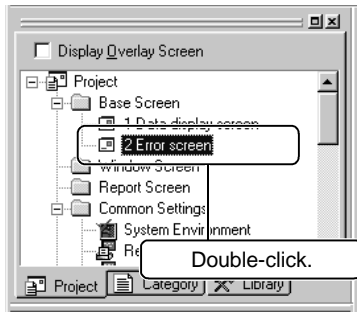 Display Overlay Screen
Project
Base Screen
1 Data display screen
2 Error screen
Window Screen
Report Screen
Common Settings
System Environment
Re
Double-click.
Project
Category
Library